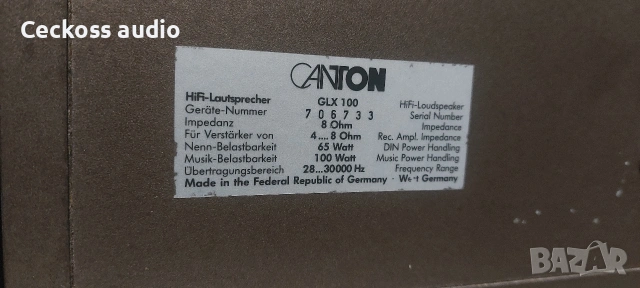 Ceckoss audio
CANTON
HiFi-Lautsprecher GLX 100 HiFi-Loudspeaker
Geräte-Nummer 706733 Serial Number
Impedanz 8 Ohm Impedance
Für Verstärker von 4....8 Ohm Rec. Ampl. Impedance
Nenn-Belastbarkeit 65 Watt DIN Power Handling
Musik-Belastbarkeit 100 Watt Music Power Handling
Übertragungsbereich 28...30000 Hz Frequency Range
Made in the Federal Republic of Germany · West Germany
BAZAR